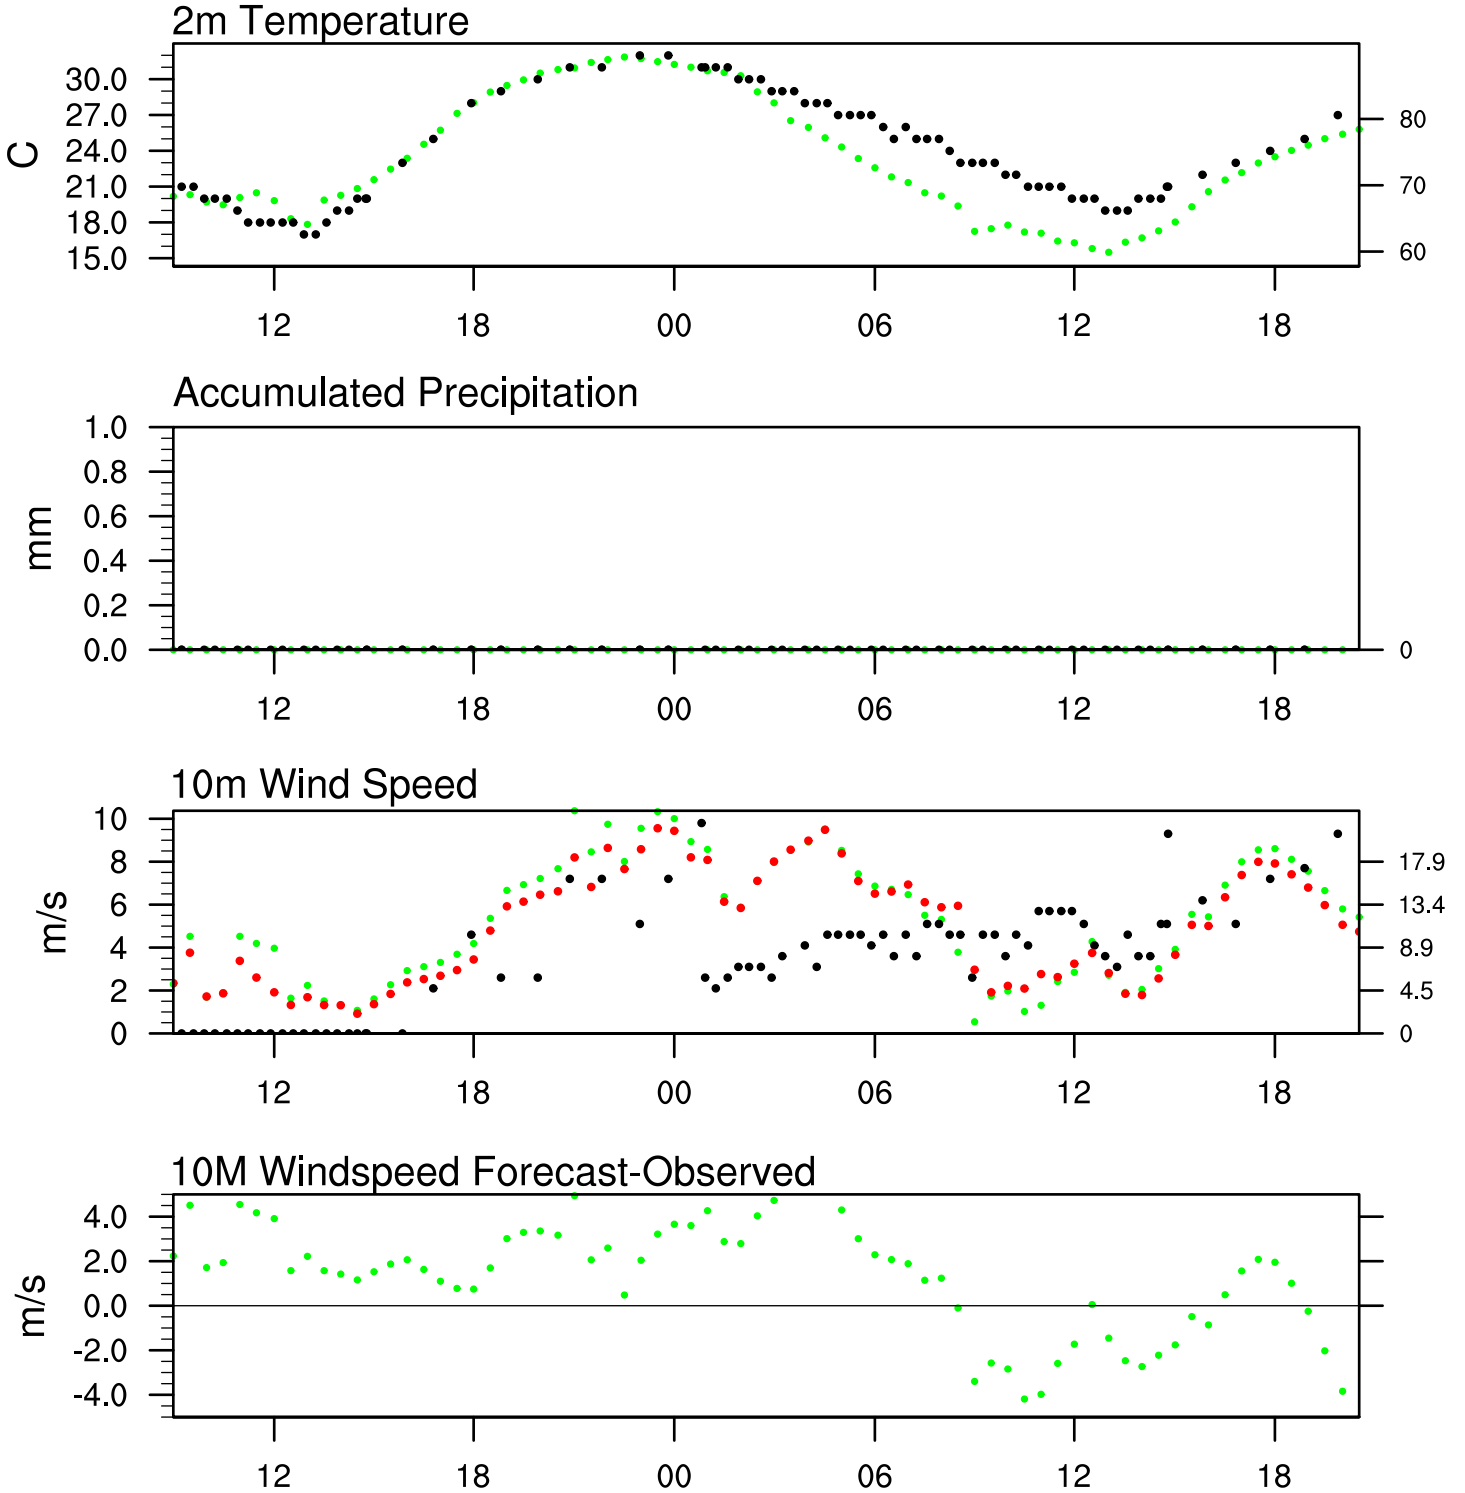 2m Temperature
30.0
27.0
24.0
21.0
18.0
15.0
C
80
70
60
12 18 00 06 12 18
Accumulated Precipitation
1.0
0.8
0.6
0.4
0.2
0.0
mm
0
12 18 00 06 12 18
10m Wind Speed
10
8
6
4
2
0
m/s
17.9
13.4
8.9
4.5
0
12 18 00 06 12 18
10M Windspeed Forecast-Observed
4.0
2.0
0.0
-2.0
-4.0
m/s
12 18 00 06 12 18